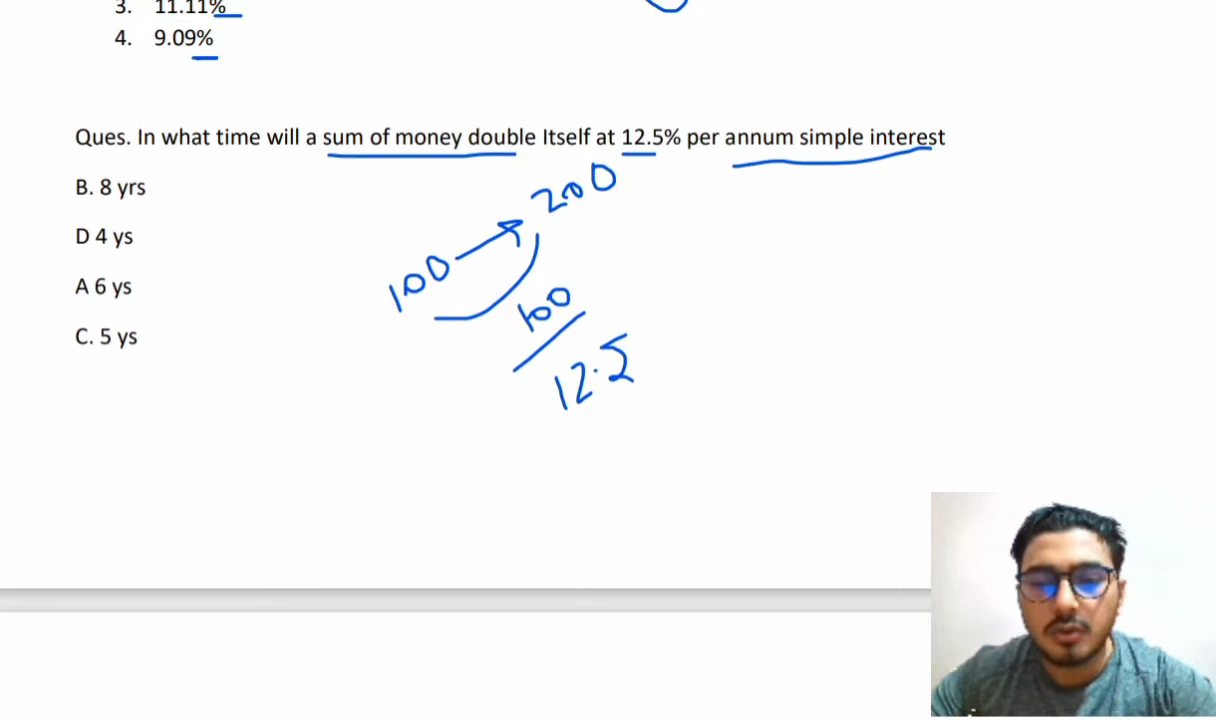 3. 11.11%
4. 9.09%
Ques. In what time will a sum of money double Itself at 12.5% per annum simple interest
B. 8 yrs
200
D 4 ys
100
A 6 ys
100
C. 5 ys
12.5